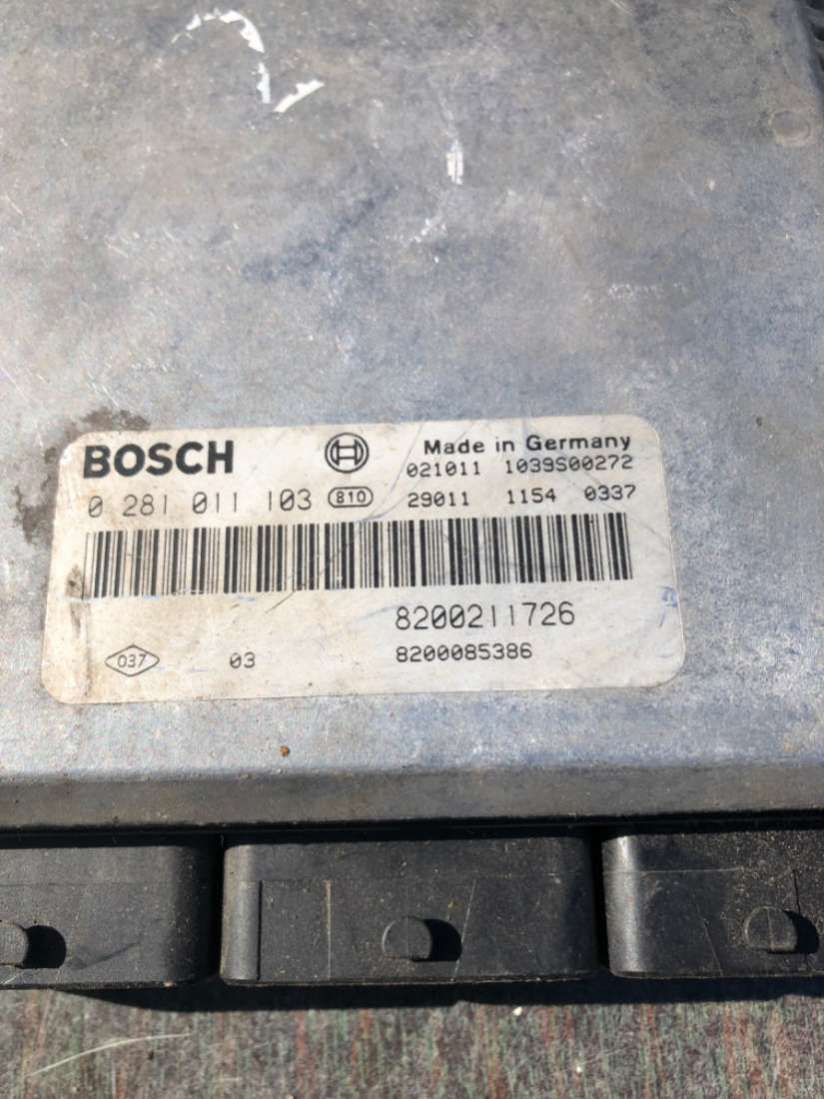 BOSCH
Made in Germany
021011 1039S00272
0 281 011 103 810
29011 1154 0337
8200211726
037 03 8200085386